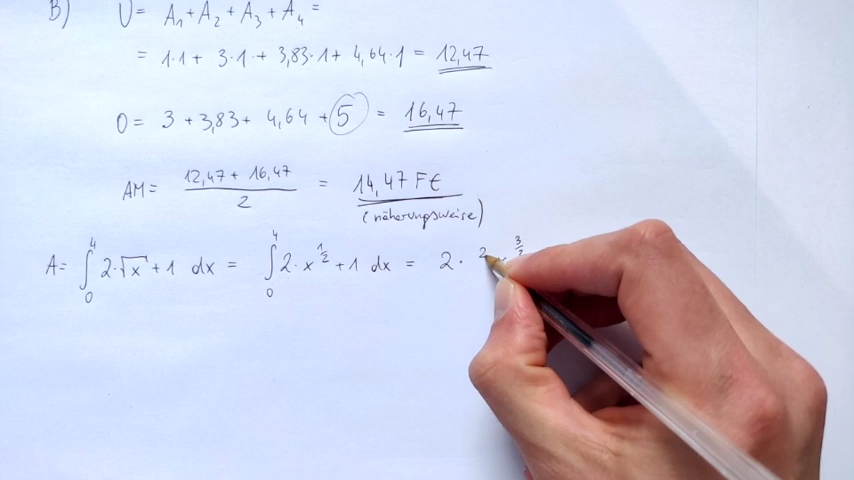 B) U = A₁ + A₂ + A₃ + A₄ =
= 1·1 + 3·1 + 3,83·1 + 4,64·1 = 12,47
O = 3 + 3,83 + 4,64 + 5 = 16,47
AM = (12,47 + 16,47)/2 = 14,47 FE
(näherungsweise)
A = ∫₀⁴ 2·√x + 1 dx = ∫₀⁴ 2·x^(1/2) + 1 dx = 2·